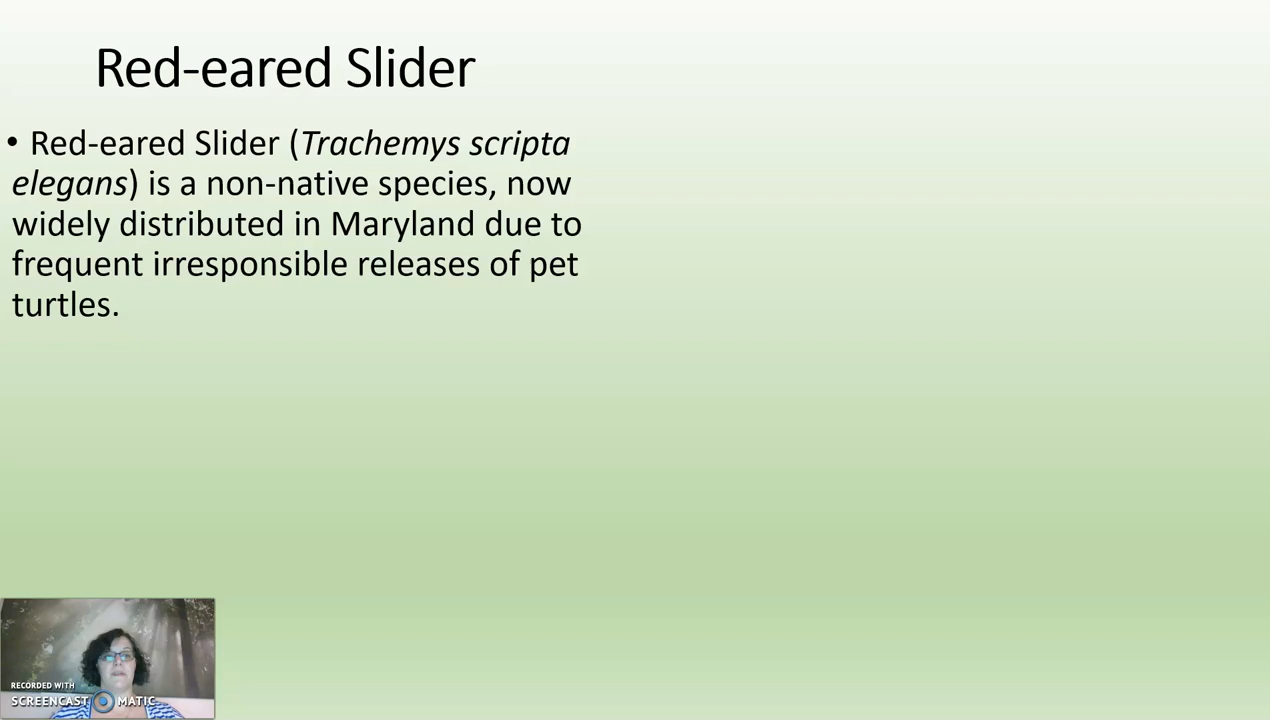 Red-eared Slider
• Red-eared Slider (Trachemys scripta
elegans) is a non-native species, now
widely distributed in Maryland due to
frequent irresponsible releases of pet
turtles.
RECORDED WITH
SCREENCAST MATIC